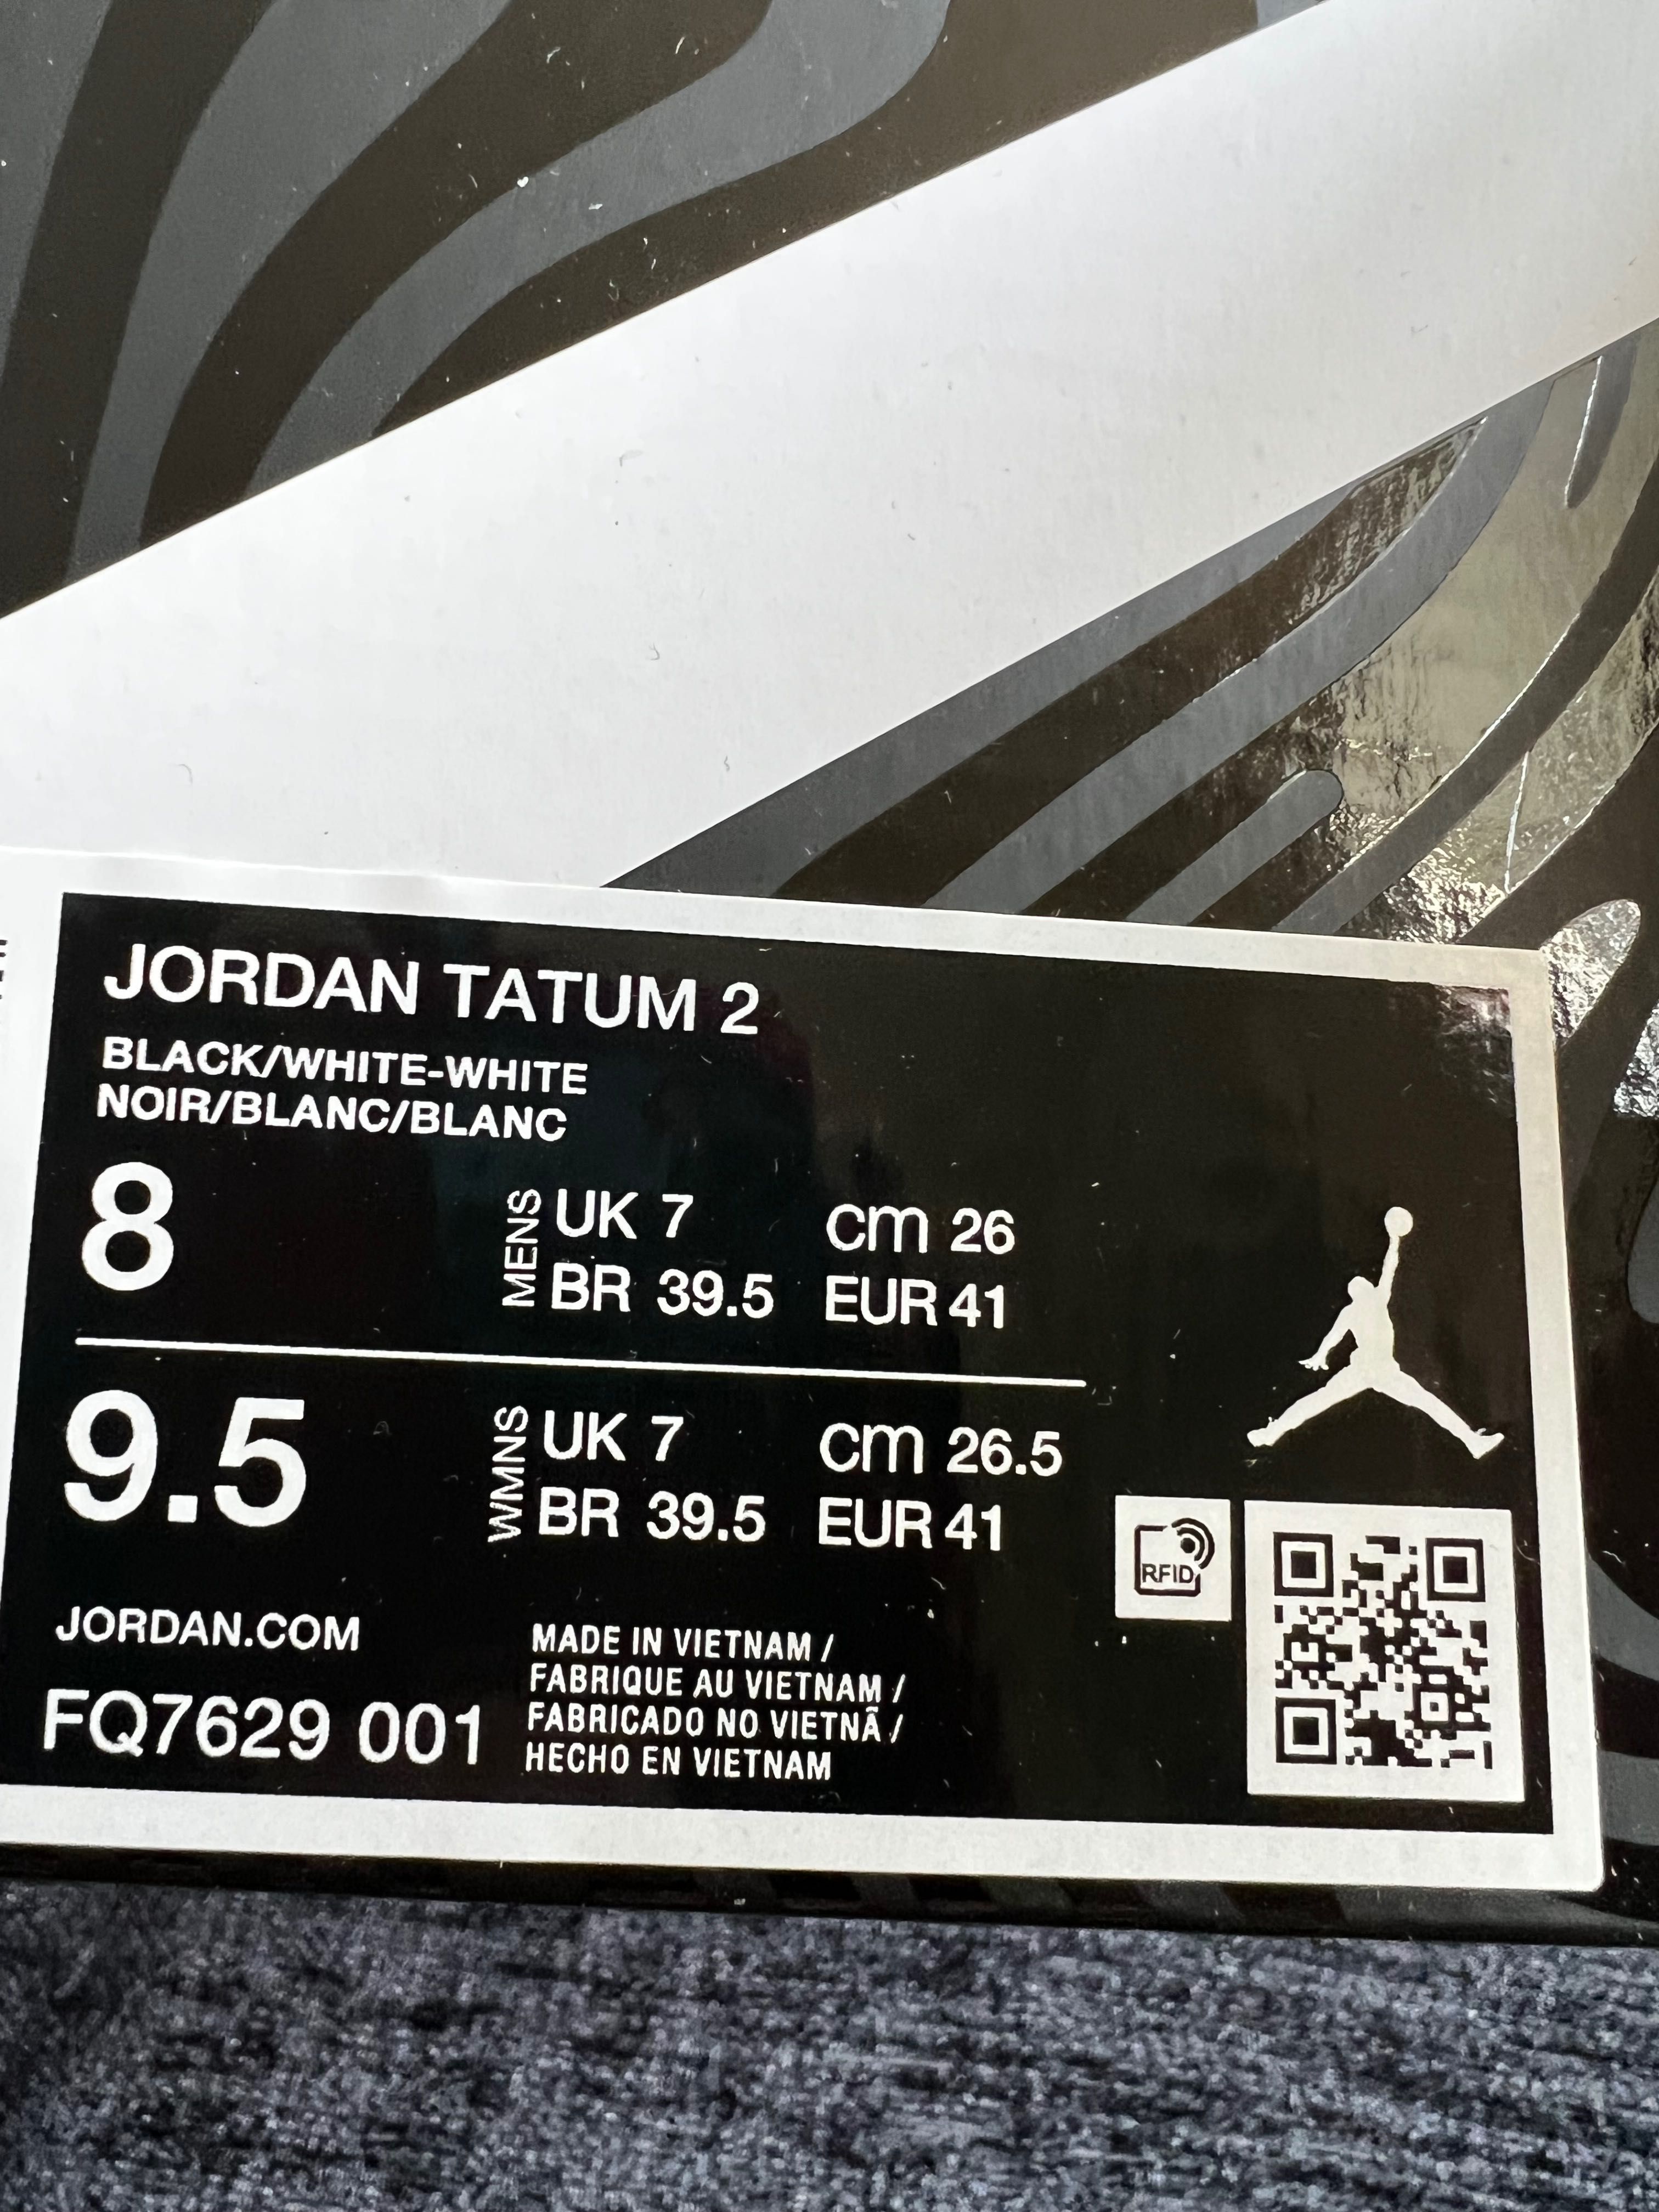 JORDAN TATUM 2
BLACK/WHITE-WHITE
NOIR/BLANC/BLANC
8
MENS
UK 7
cm 26
BR 39.5
EUR 41
9.5
WMNS
UK 7
cm 26.5
BR 39.5
EUR 41
RFID
JORDAN.COM
FQ7629 001
MADE IN VIETNAM /
FABRIQUE AU VIETNAM /
FABRICADO NO VIETNÃ /
HECHO EN VIETNAM